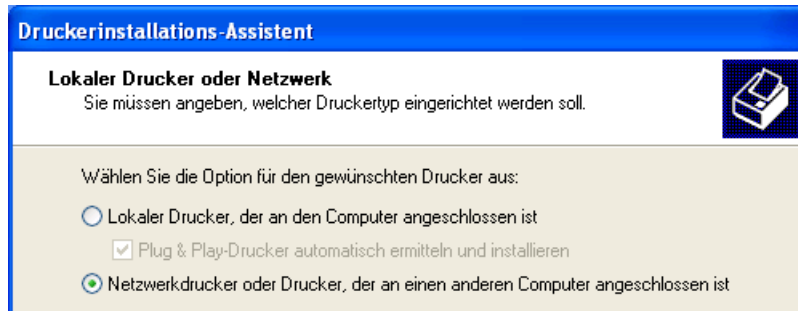 Druckerinstallations-Assistent
Lokaler Drucker oder Netzwerk
Sie müssen angeben, welcher Druckertyp eingerichtet werden soll.
Wählen Sie die Option für den gewünschten Drucker aus:
Lokaler Drucker, der an den Computer angeschlossen ist
Plug & Play-Drucker automatisch ermitteln und installieren
Netzwerkdrucker oder Drucker, der an einen anderen Computer angeschlossen ist